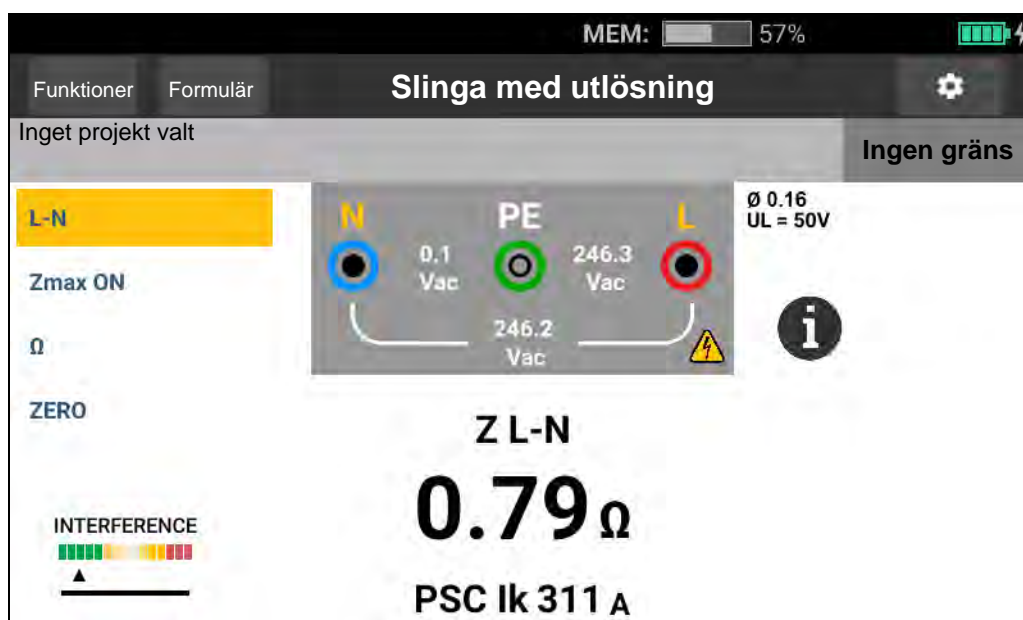 MEM: 57%
Funktioner Formulär Slinga med utlösning
Inget projekt valt
Ingen gräns
L-N
Zmax ON
Ω
ZERO
INTERFERENCE
N PE L
0.1 Vac
246.3 Vac
246.2 Vac
Ø 0.16
UL = 50V
i
Z L-N
0.79 Ω
PSC Ik 311 A